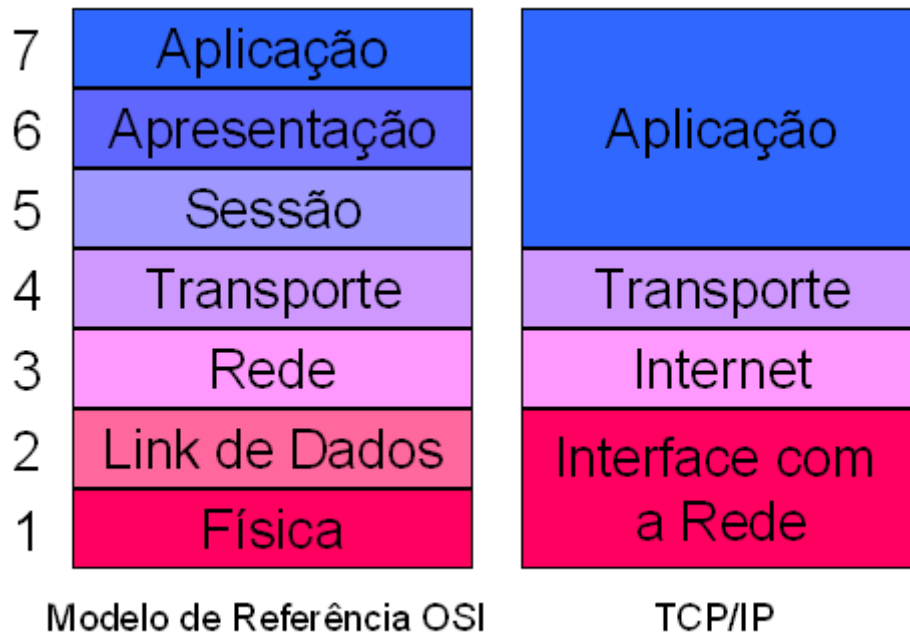 7 Aplicação
6 Apresentação
5 Sessão
4 Transporte
3 Rede
2 Link de Dados
1 Física
Modelo de Referência OSI
Aplicação
Transporte
Internet
Interface com
a Rede
TCP/IP